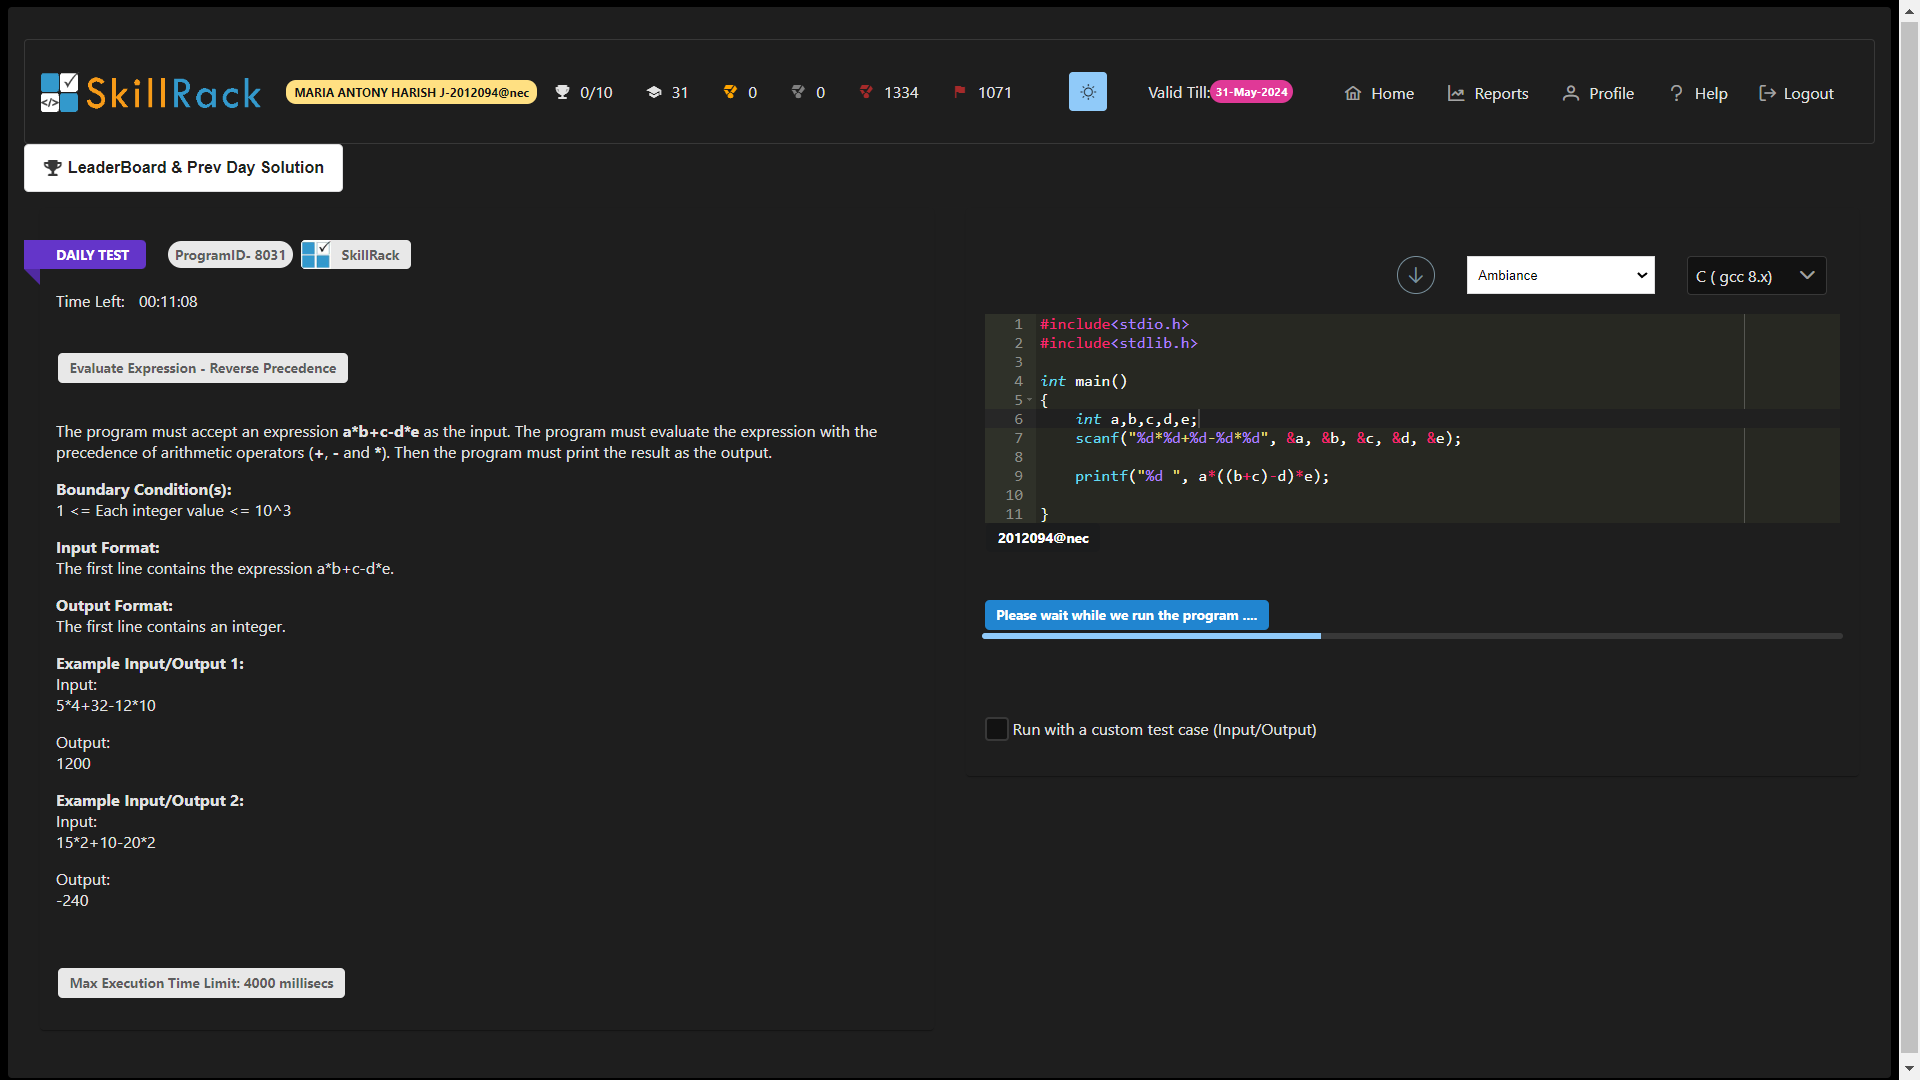 SkillRack
MARIA ANTONY HARISH J-2012094@nec
0/10
31
0
0
1334
1071
Valid Till: 31-May-2024
Home
Reports
Profile
Help
Logout
LeaderBoard & Prev Day Solution
DAILY TEST
ProgramID- 8031
SkillRack
Time Left: 00:11:08
Evaluate Expression - Reverse Precedence
The program must accept an expression a*b+c-d*e as the input. The program must evaluate the expression with the
precedence of arithmetic operators (+, - and *). Then the program must print the result as the output.
Boundary Condition(s):
1 <= Each integer value <= 10^3
Input Format:
The first line contains the expression a*b+c-d*e.
Output Format:
The first line contains an integer.
Example Input/Output 1:
Input:
5*4+32-12*10
Output:
1200
Example Input/Output 2:
Input:
15*2+10-20*2
Output:
-240
Max Execution Time Limit: 4000 millisecs
Ambiance
C ( gcc 8.x)
1 #include<stdio.h>
2 #include<stdlib.h>
3
4 int main()
5 {
6     int a,b,c,d,e;
7     scanf("%d*%d+%d-%d*%d", &a, &b, &c, &d, &e);
8
9     printf("%d ", a*((b+c)-d)*e);
10
11 }
2012094@nec
Please wait while we run the program ....
Run with a custom test case (Input/Output)